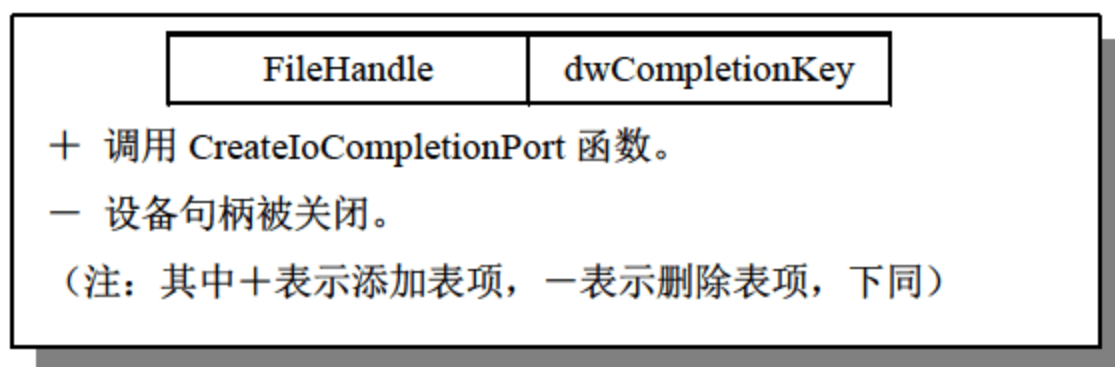 FileHandle dwCompletionKey
＋ 调用 CreateIoCompletionPort 函数。
－ 设备句柄被关闭。
（注：其中＋表示添加表项，－表示删除表项，下同）